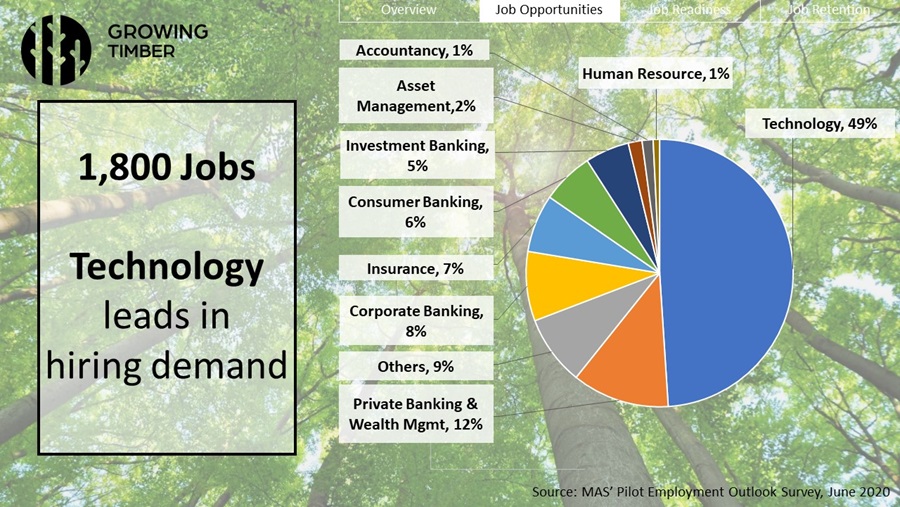 GROWING
TIMBER
Overview
Job Opportunities
Job Readiness
Job Retention
1,800 Jobs
Technology
leads in
hiring demand
Accountancy, 1%
Asset
Management,2%
Investment Banking,
5%
Consumer Banking,
6%
Insurance, 7%
Corporate Banking,
8%
Others, 9%
Private Banking &
Wealth Mgmt, 12%
Human Resource, 1%
Technology, 49%
Source: MAS’ Pilot Employment Outlook Survey, June 2020